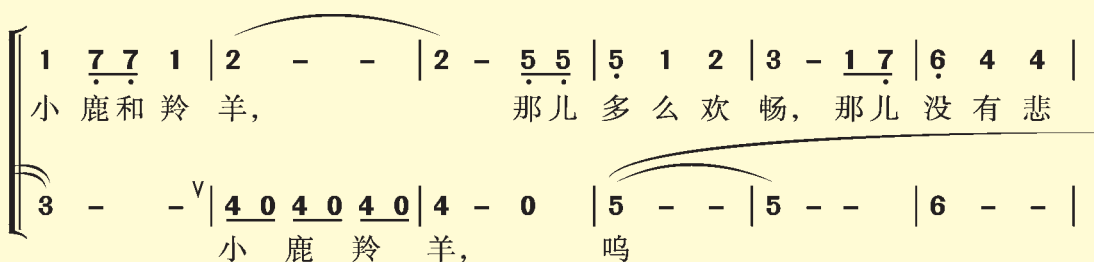 1 7 7 1 | 2 - - | 2 - 5 5 | 5 1 2 | 3 - 1 7 | 6 4 4 |
小 鹿 和 羚 羊， 那 儿 多 么 欢 畅， 那 儿 没 有 悲
3 - - ∨ | 4 0 4 0 4 0 | 4 - 0 | 5 - - | 5 - - | 6 - - |
小 鹿 羚 羊， 呜